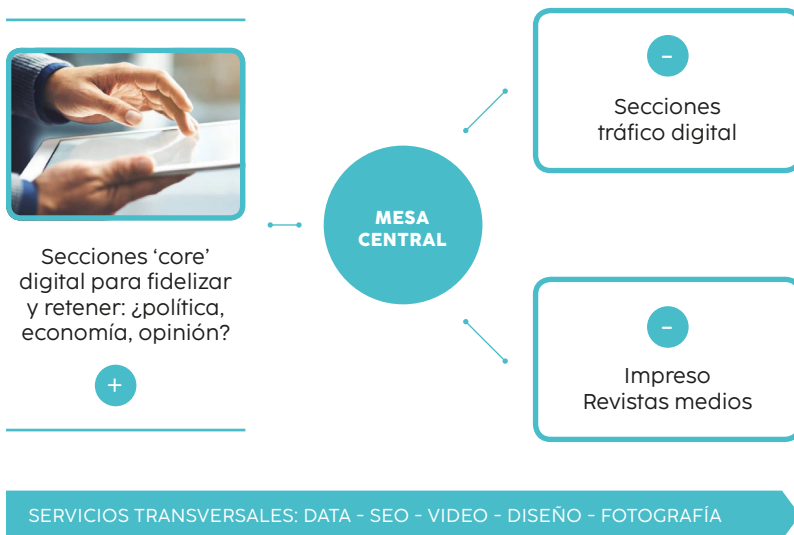 Secciones ‘core’
digital para fidelizar
y retener: ¿política,
economía, opinión?
+
MESA
CENTRAL
-
Secciones
tráfico digital
-
Impreso
Revistas medios
SERVICIOS TRANSVERSALES: DATA - SEO - VIDEO - DISEÑO - FOTOGRAFÍA